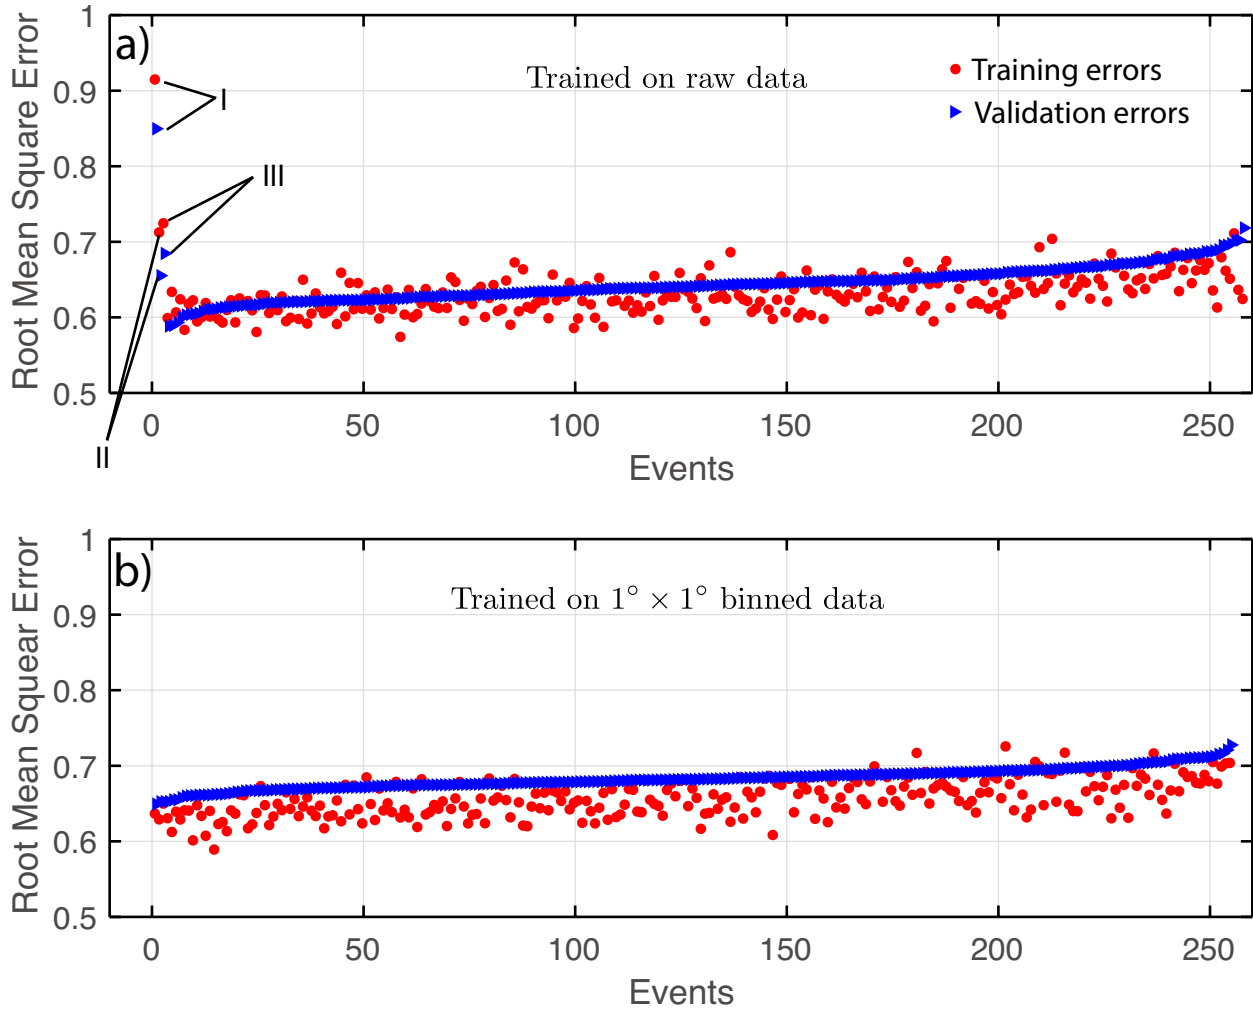 a)
Trained on raw data
Training errors
Validation errors
I
III
II
Root Mean Square Error
1
0.9
0.8
0.7
0.6
0.5
0
50
100
150
200
250
Events
b)
Trained on 1° × 1° binned data
Root Mean Squear Error
1
0.9
0.8
0.7
0.6
0.5
0
50
100
150
200
250
Events